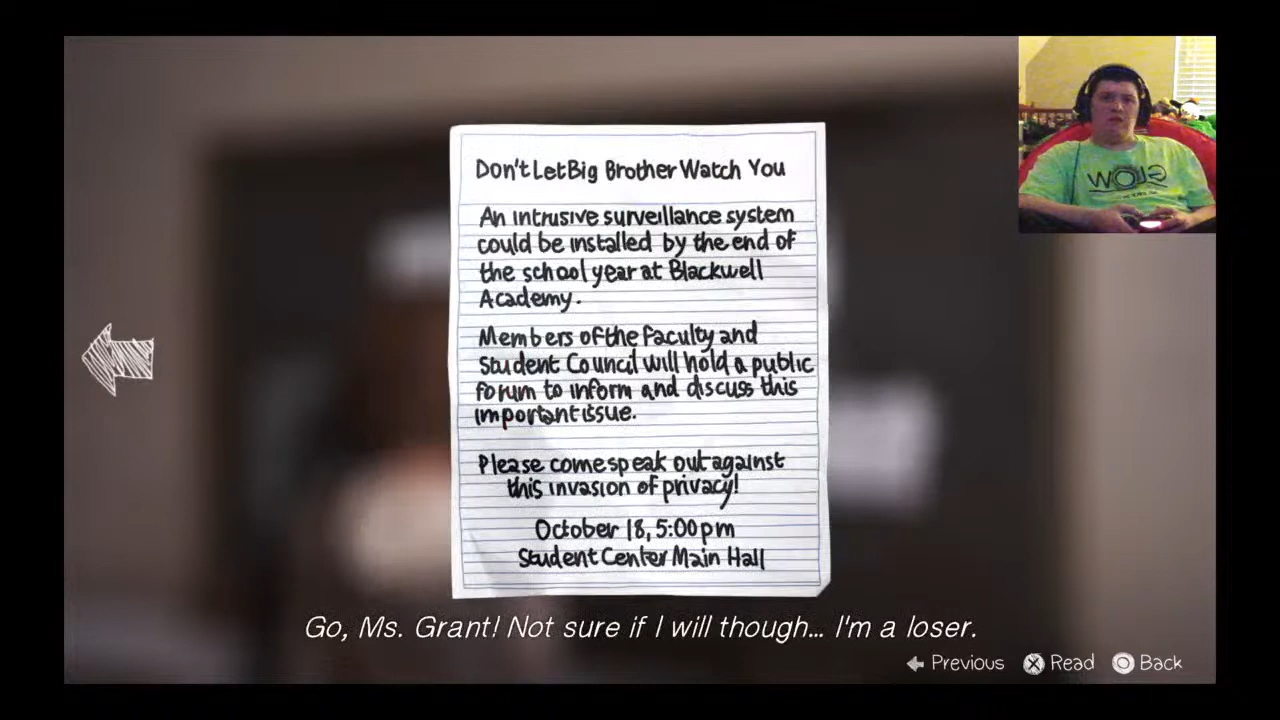 Don't Let Big Brother Watch You
An intrusive surveillance system
could be installed by the end of
the school year at Blackwell
Academy.
Members of the faculty and
Student Council will hold a public
forum to inform and discuss this
important issue.
Please come speak out against
this invasion of privacy!
October 18, 5:00pm
Student Center Main Hall
Go, Ms. Grant! Not sure if I will though... I'm a loser.
Previous Read Back
GLOW